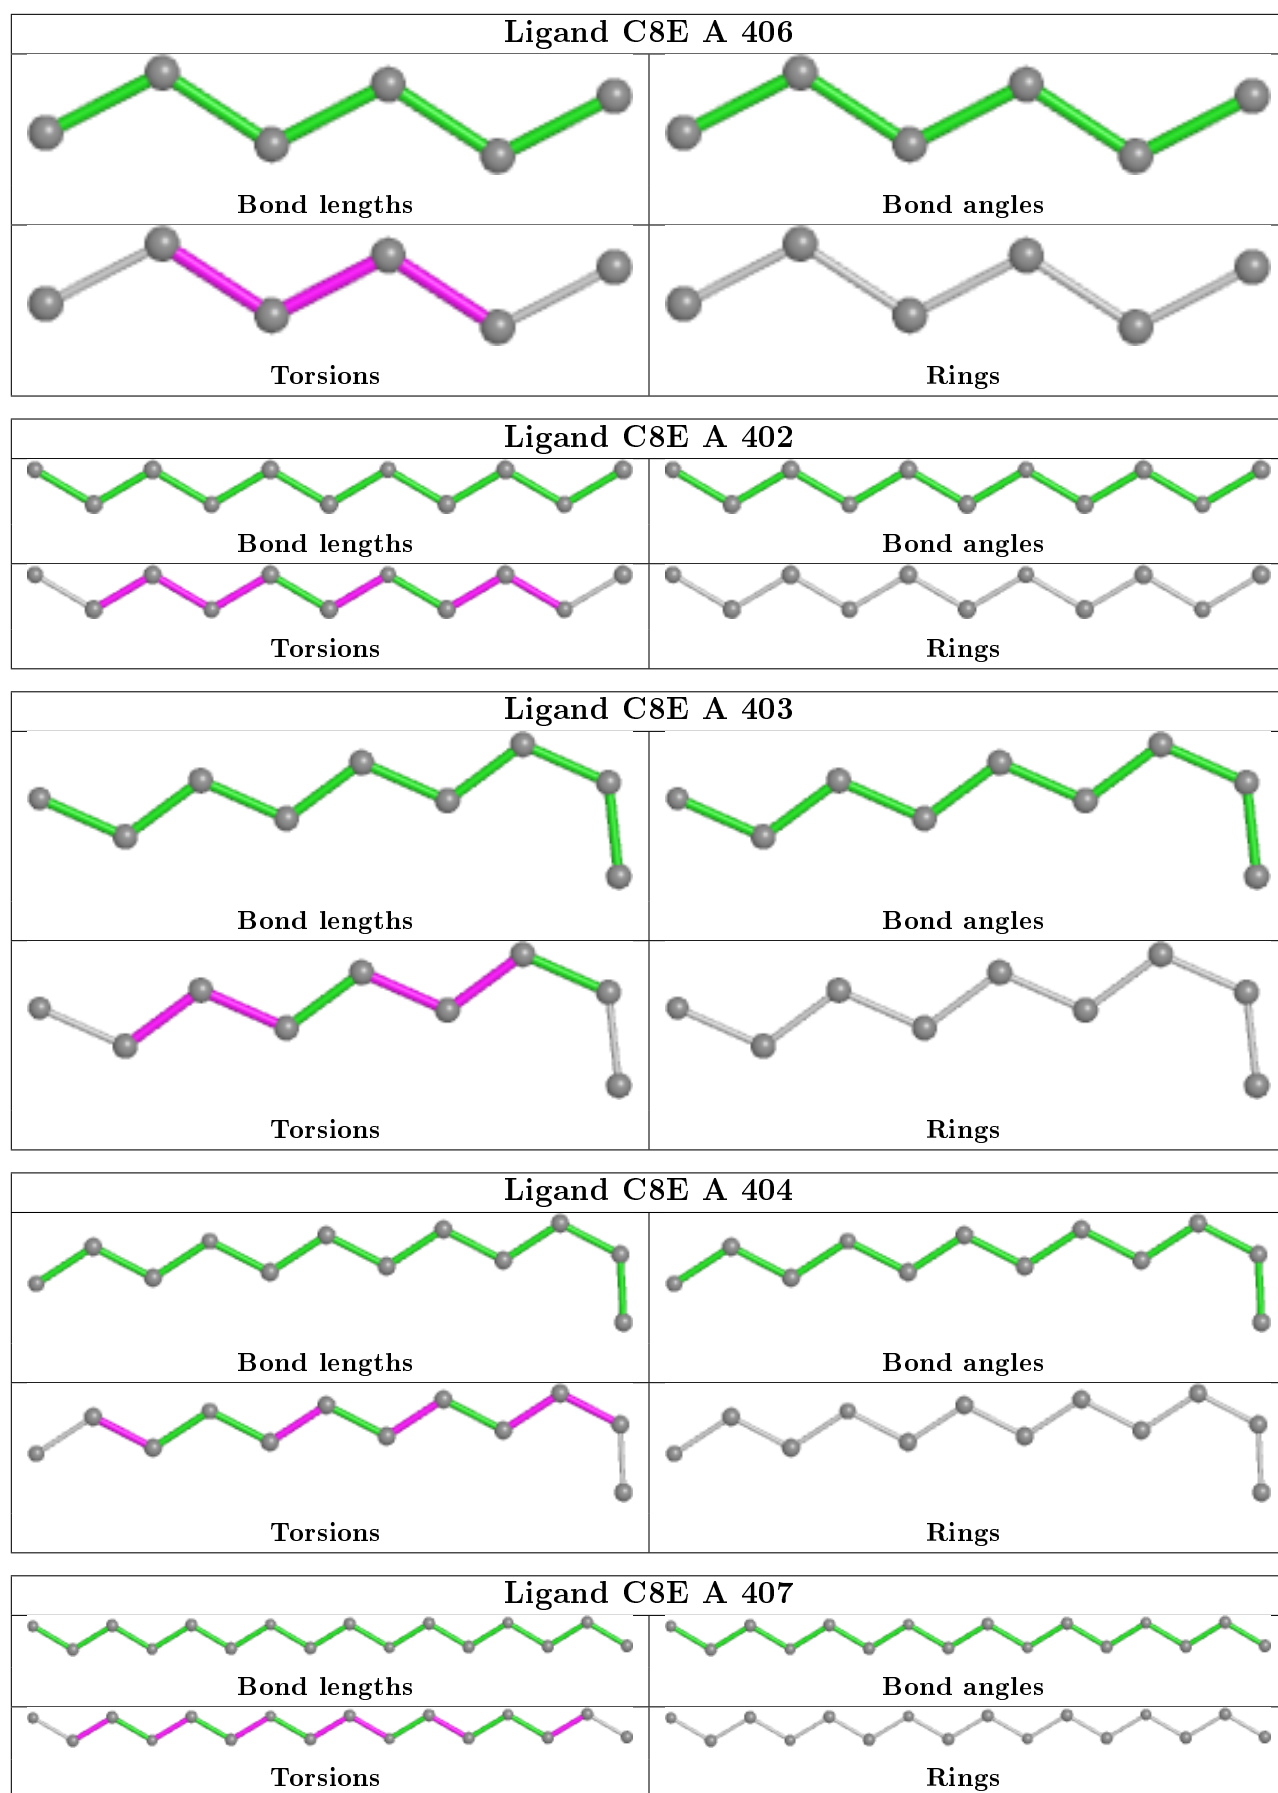 Ligand C8E A 406
Bond lengths
Bond angles
Torsions
Rings
Ligand C8E A 402
Bond lengths
Bond angles
Torsions
Rings
Ligand C8E A 403
Bond lengths
Bond angles
Torsions
Rings
Ligand C8E A 404
Bond lengths
Bond angles
Torsions
Rings
Ligand C8E A 407
Bond lengths
Bond angles
Torsions
Rings